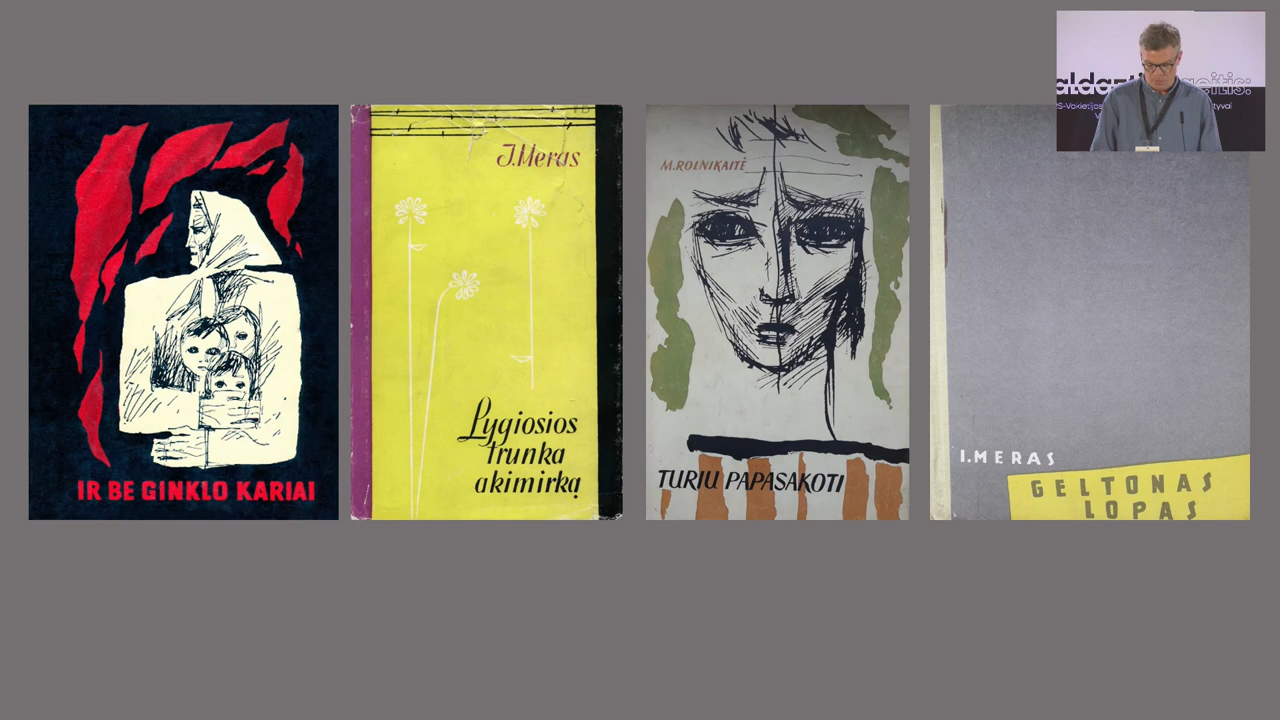 IR BE GINKLO KARIAI
I. Meras
Lygiosios
trunka
akimirką
M. ROLNIKAITĖ
TURIU PAPASAKOTI
I. MERAS
GELTONAS
LOPAS